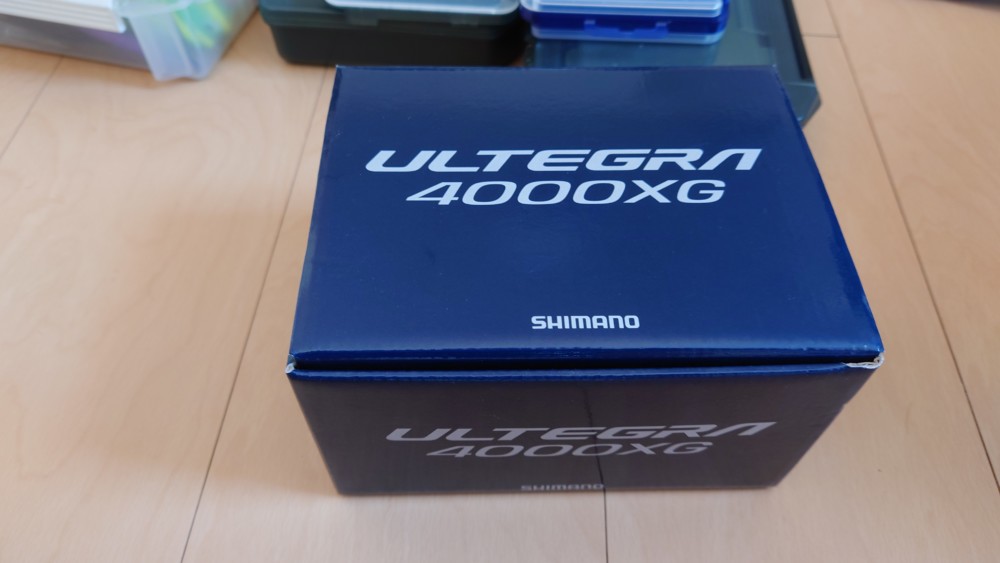 ULTEGRA
4000XG
SHIMANO
ULTEGRA
4000XG
SHIMANO